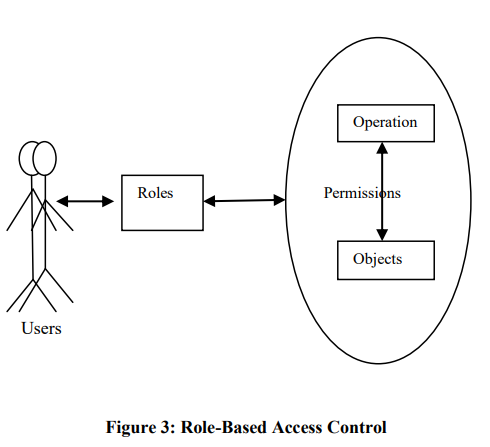 Operation
Roles
Permissions
Objects
Users
Figure 3: Role-Based Access Control